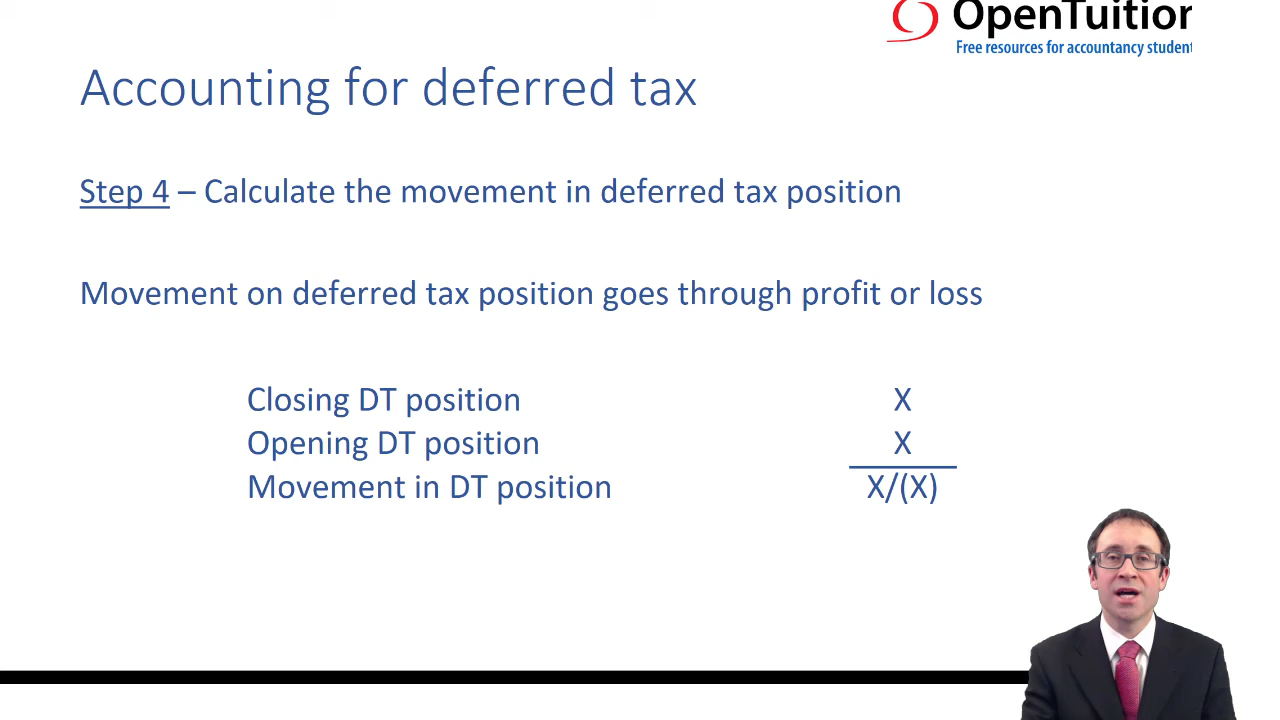 OpenTuition
Free resources for accountancy student
Accounting for deferred tax
Step 4 – Calculate the movement in deferred tax position
Movement on deferred tax position goes through profit or loss
Closing DT position X
Opening DT position X
Movement in DT position X/(X)